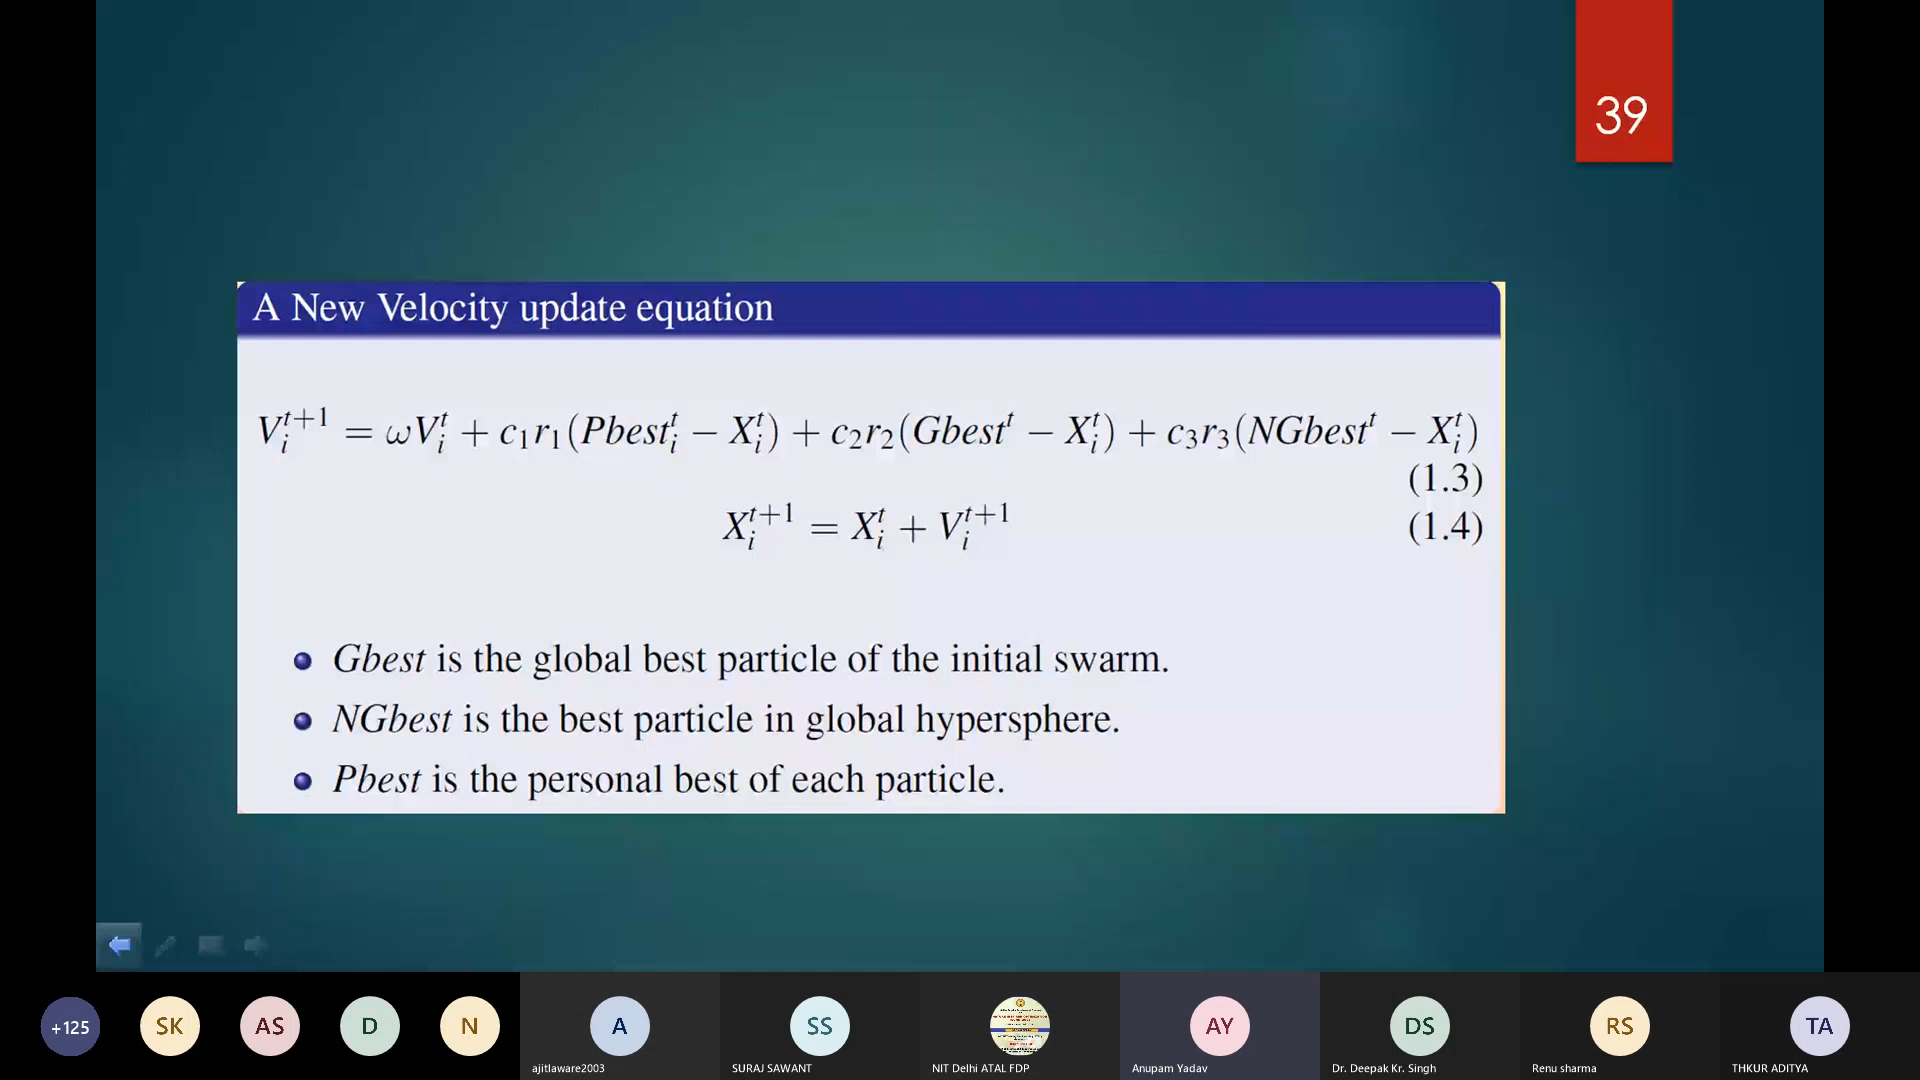 39
A New Velocity update equation
V_i^{t+1} = ωV_i^t + c_1r_1(Pbest_i^t − X_i^t) + c_2r_2(Gbest^t − X_i^t) + c_3r_3(NGbest^t − X_i^t)
(1.3)
X_i^{t+1} = X_i^t + V_i^{t+1} (1.4)
Gbest is the global best particle of the initial swarm.
NGbest is the best particle in global hypersphere.
Pbest is the personal best of each particle.
+125 SK AS D N A SS AY DS RS TA
ajitlaware2003 SURAJ SAWANT NIT Delhi ATAL FDP Anupam Yadav Dr. Deepak Kr. Singh Renu sharma THKUR ADITYA